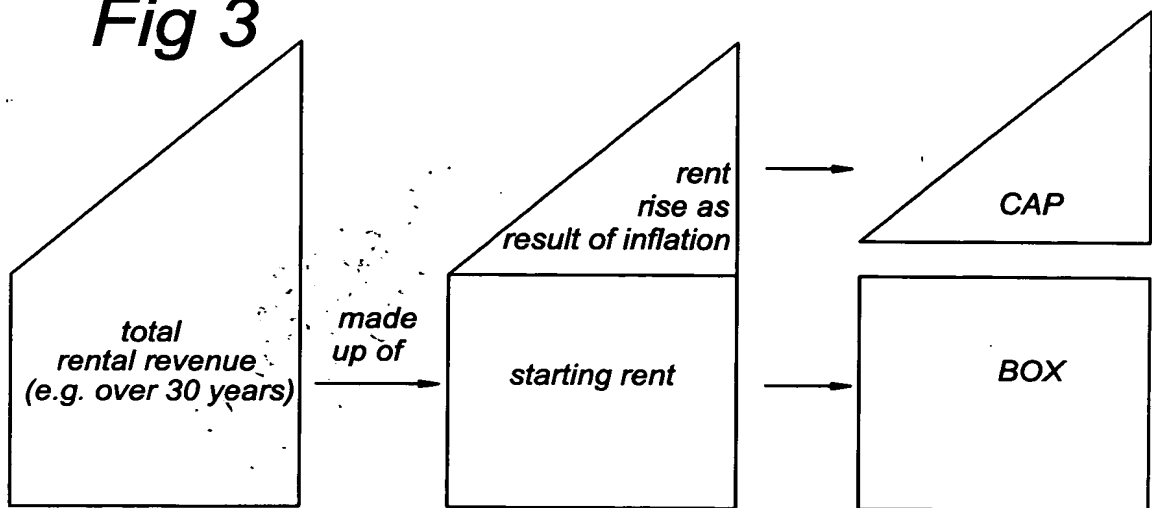 Fig 3
total
rental revenue
(e.g. over 30 years)
made
up of
rent
rise as
result of inflation
starting rent
CAP
BOX